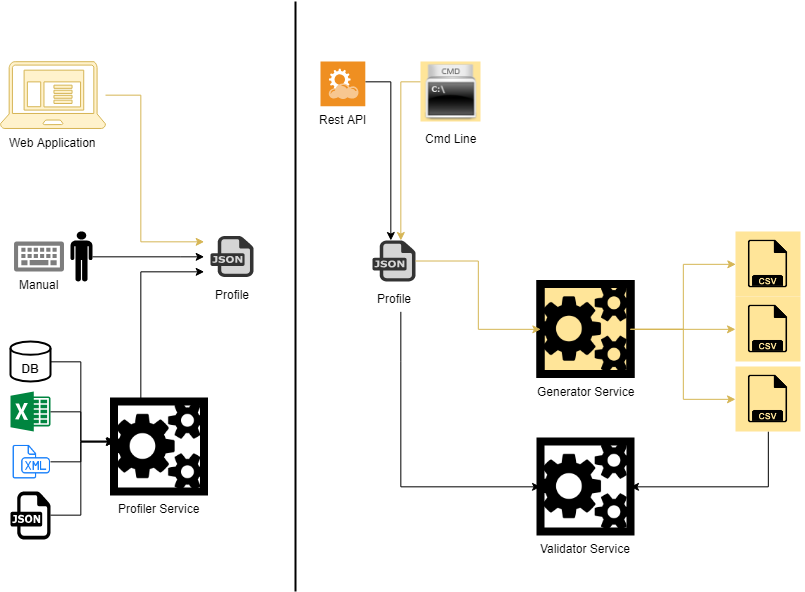 Web Application
Manual
JSON
Profile
DB
X
XML
JSON
Profiler Service
Rest API
CMD
C:\
Cmd Line
JSON
Profile
CSV
CSV
CSV
Generator Service
Validator Service